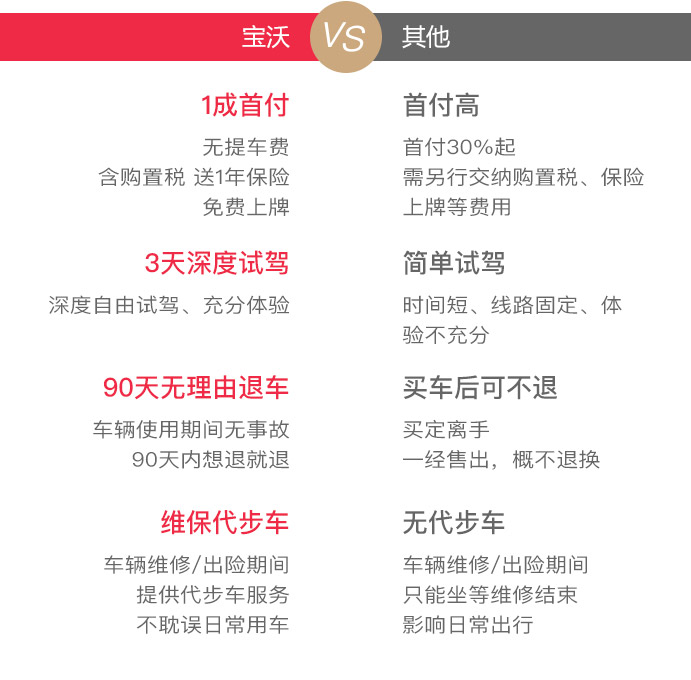 宝沃
VS
其他
1成首付
无提车费
含购置税 送1年保险
免费上牌
首付高
首付30%起
需另行交纳购置税、保险
上牌等费用
3天深度试驾
深度自由试驾、充分体验
简单试驾
时间短、线路固定、体
验不充分
90天无理由退车
车辆使用期间无事故
90天内想退就退
买车后可不退
买定离手
一经售出，概不退换
维保代步车
车辆维修/出险期间
提供代步车服务
不耽误日常用车
无代步车
车辆维修/出险期间
只能坐等维修结束
影响日常出行